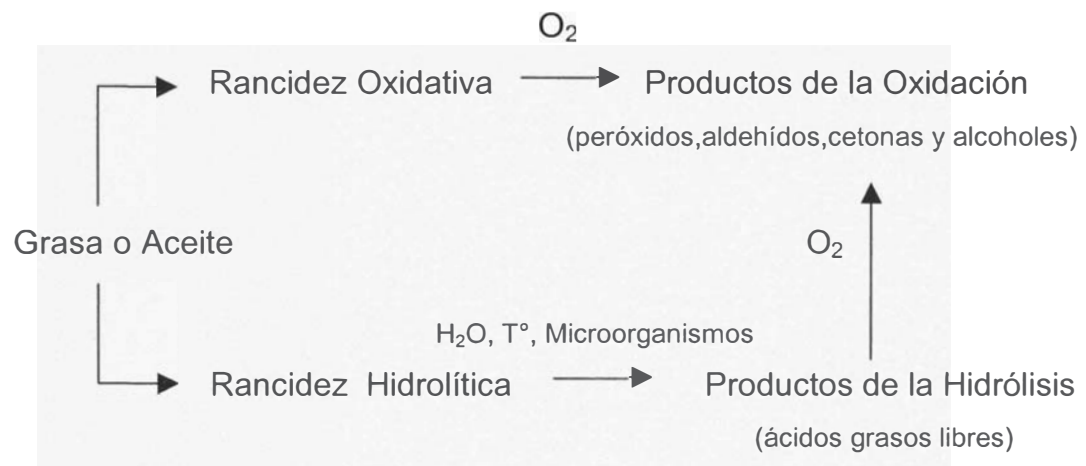 O₂
Rancidez Oxidativa Productos de la Oxidación
(peróxidos,aldehídos,cetonas y alcoholes)
Grasa o Aceite O₂
H₂O, T°, Microorganismos
Rancidez Hidrolítica Productos de la Hidrólisis
(ácidos grasos libres)